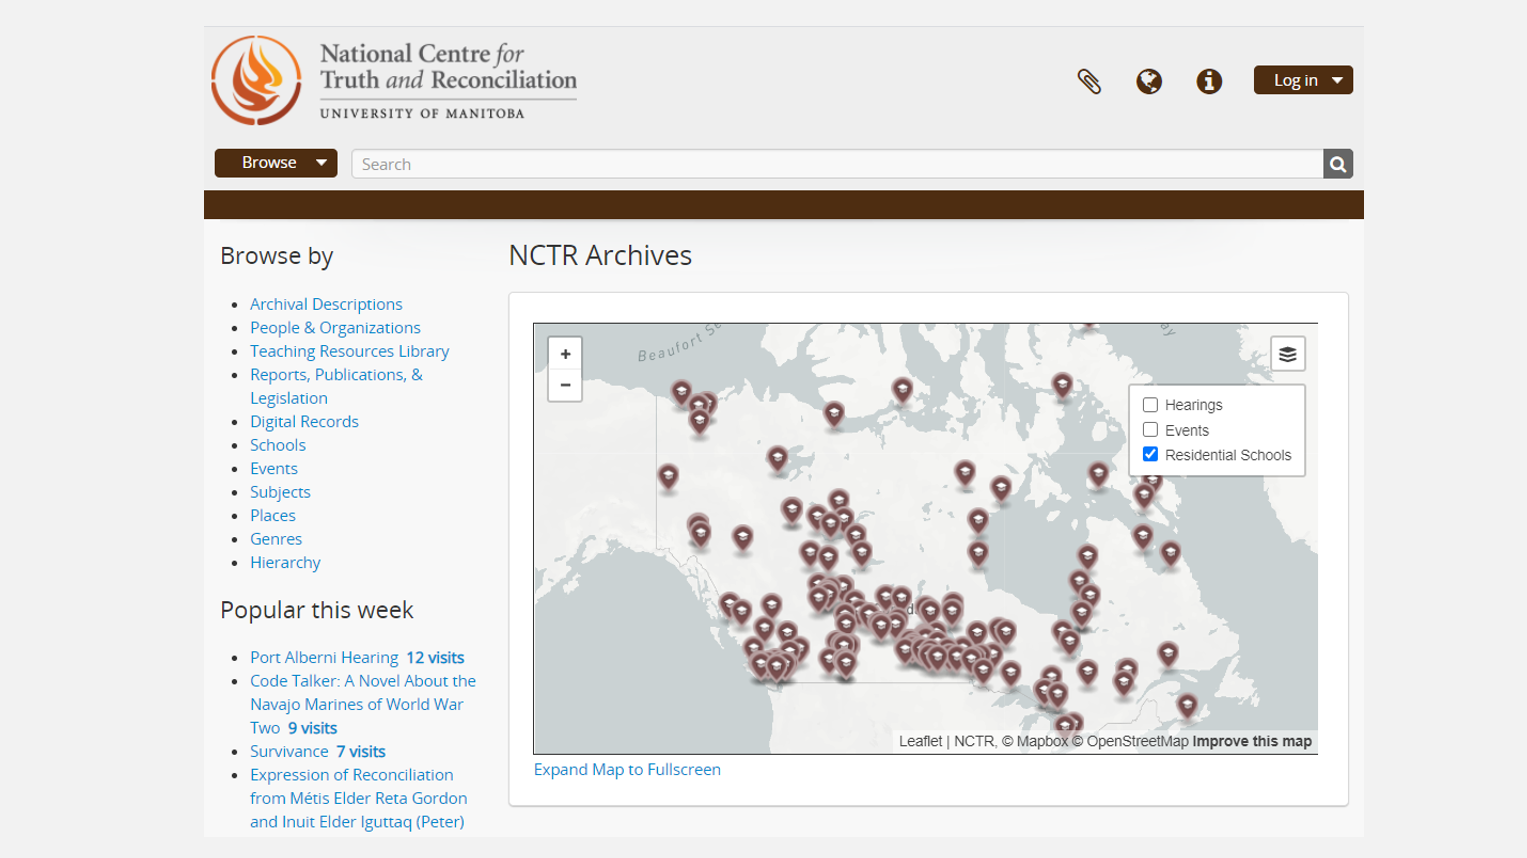 National Centre for
Truth and Reconciliation
UNIVERSITY OF MANITOBA
Log in
Browse
Search
Browse by
Archival Descriptions
People & Organizations
Teaching Resources Library
Reports, Publications, &
Legislation
Digital Records
Schools
Events
Subjects
Places
Genres
Hierarchy
Popular this week
Port Alberni Hearing 12 visits
Code Talker: A Novel About the
Navajo Marines of World War
Two 9 visits
Survivance 7 visits
Expression of Reconciliation
from Métis Elder Reta Gordon
and Inuit Elder Iguttaq (Peter)
NCTR Archives
+
−
Beaufort
Hearings
Events
Residential Schools
Leaflet | NCTR, © Mapbox © OpenStreetMap Improve this map
Expand Map to Fullscreen